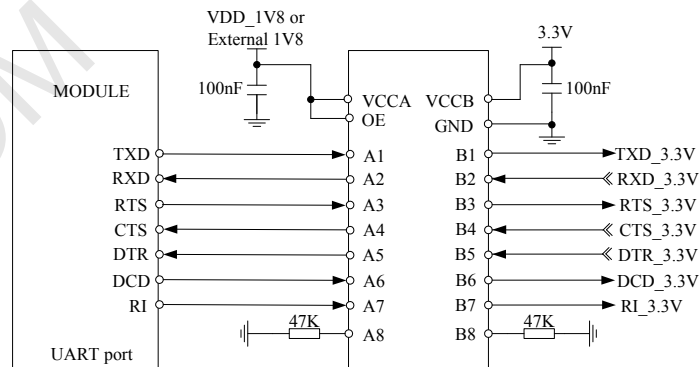 VDD_1V8 or
External 1V8
3.3V
100nF
100nF
MODULE
VCCA
VCCB
OE
GND
TXD
A1
B1
TXD_3.3V
RXD
A2
B2
RXD_3.3V
RTS
A3
B3
RTS_3.3V
CTS
A4
B4
CTS_3.3V
DTR
A5
B5
DTR_3.3V
DCD
A6
B6
DCD_3.3V
RI
A7
B7
RI_3.3V
47K
A8
B8
47K
UART port